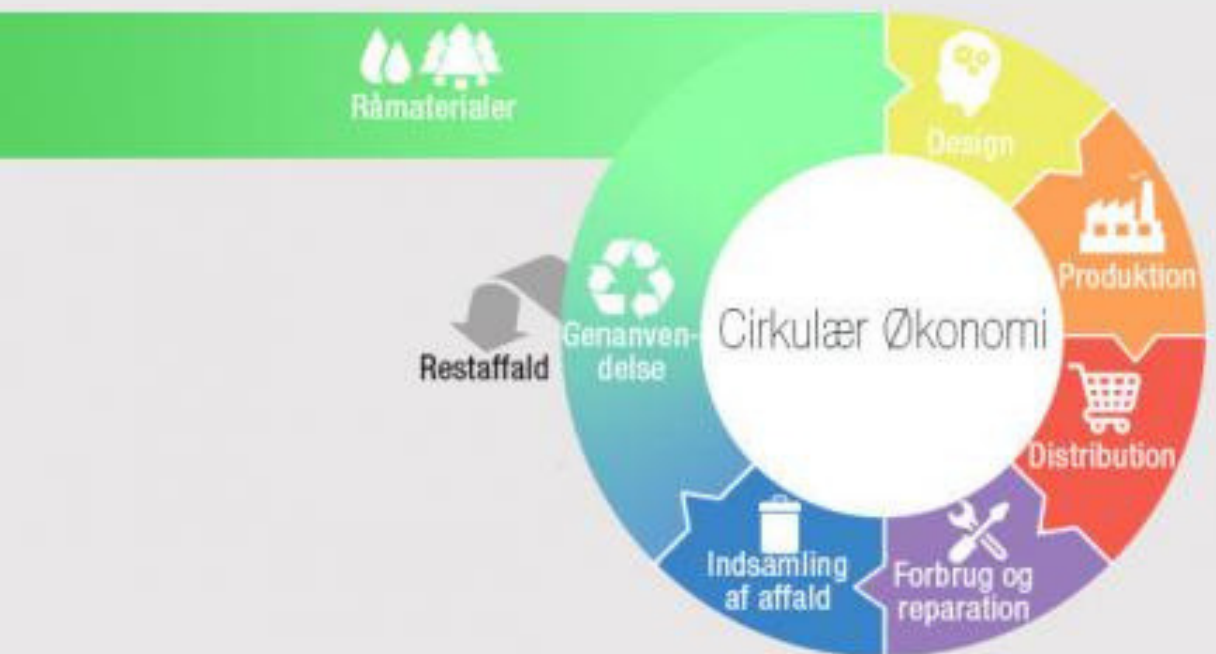 Råmaterialer
Design
Produktion
Cirkulær Økonomi
Genanven-
delse
Restaffald
Distribution
Indsamling
af affald
Forbrug og
reparation